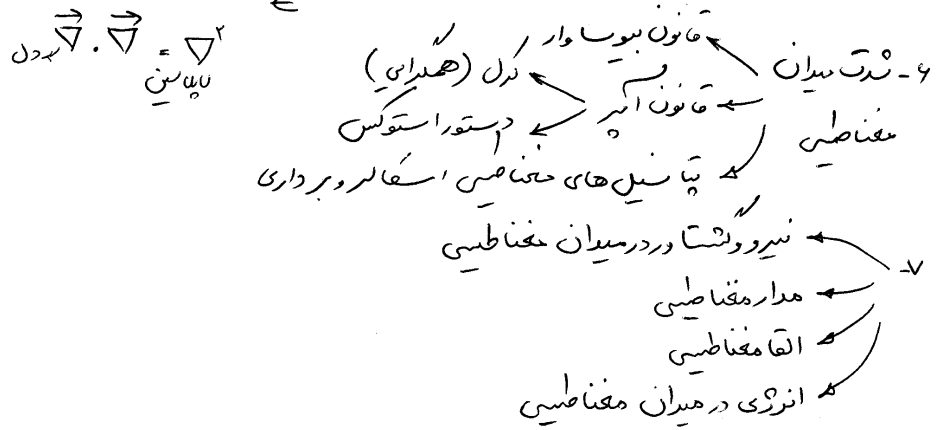 ∇⃗ . ∇⃗ = ∇² لاپلاسین
۶- شدت میدان مغناطیسی
قانون بیوساوار
قانون آمپر
کرل (همگرایی)
دستور استوکس
پتانسیل های مغناطیسی اسکالر و برداری
۷-
نیرو و گشتاور در میدان مغناطیسی
مدار مغناطیسی
القا مغناطیسی
انرژی در میدان مغناطیسی